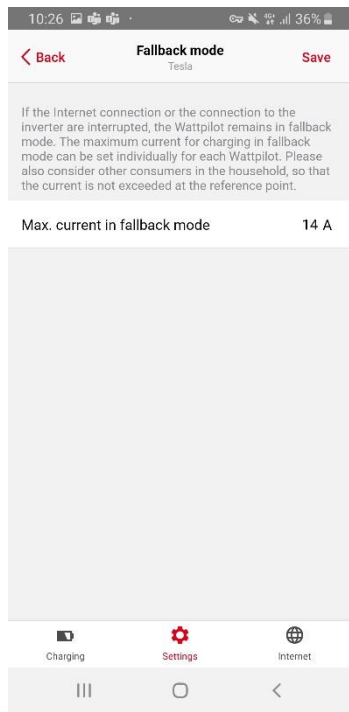 10:26 36%
Back Fallback mode Save
Tesla
If the Internet connection or the connection to the
inverter are interrupted, the Wattpilot remains in fallback
mode. The maximum current for charging in fallback
mode can be set individually for each Wattpilot. Please
also consider other consumers in the household, so that
the current is not exceeded at the reference point.
Max. current in fallback mode 14 A
Charging Settings Internet